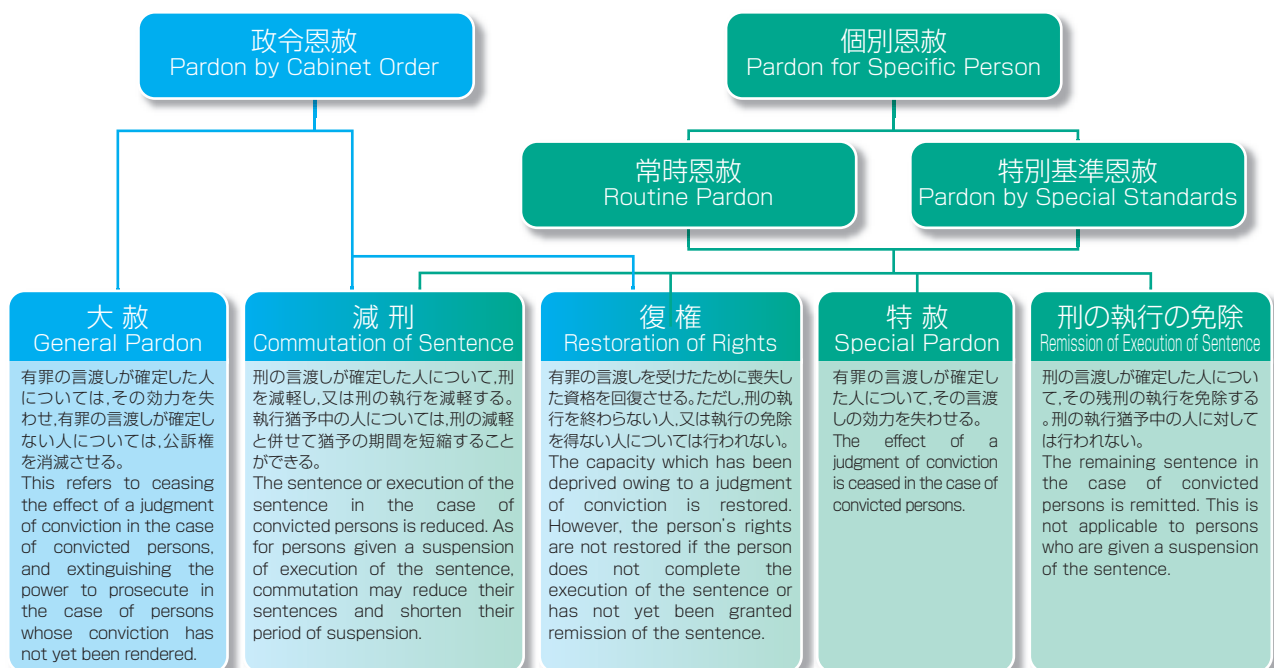 政令恩赦
Pardon by Cabinet Order
個別恩赦
Pardon for Specific Person
常時恩赦
Routine Pardon
特別基準恩赦
Pardon by Special Standards
大 赦
General Pardon
有罪の言渡しが確定した人
については，その効力を失
わせ，有罪の言渡しが確定し
ない人については，公訴権
を消滅させる。
This refers to ceasing
the effect of a judgment
of conviction in the case
of convicted persons,
and extinguishing the
power to prosecute in
the case of persons
whose conviction has
not yet been rendered.
減 刑
Commutation of Sentence
刑の言渡しが確定した人について，刑
を減軽し，又は刑の執行を減軽する。
執行猶予中の人については，刑の減軽
と併せて猶予の期間を短縮すること
ができる。
The sentence or execution of the
sentence in the case of
convicted persons is reduced. As
for persons given a suspension
of execution of the sentence,
commutation may reduce their
sentences and shorten their
period of suspension.
復 権
Restoration of Rights
有罪の言渡しを受けたために喪失し
た資格を回復させる。ただし，刑の執
行を終わらない人，又は執行の免除
を得ない人については行われない。
The capacity which has been
deprived owing to a judgment
of conviction is restored.
However, the person's rights
are not restored if the person
does not complete the
execution of the sentence or
has not yet been granted
remission of the sentence.
特 赦
Special Pardon
有罪の言渡しが確定し
た人について，その言渡
しの効力を失わせる。
The effect of a
judgment of conviction
is ceased in the case of
convicted persons.
刑の執行の免除
Remission of Execution of Sentence
刑の言渡しが確定した人につい
て，その残刑の執行を免除する
。刑の執行猶予中の人に対して
は行われない。
The remaining sentence in
the case of convicted
persons is remitted. This is
not applicable to persons
who are given a suspension
of the sentence.